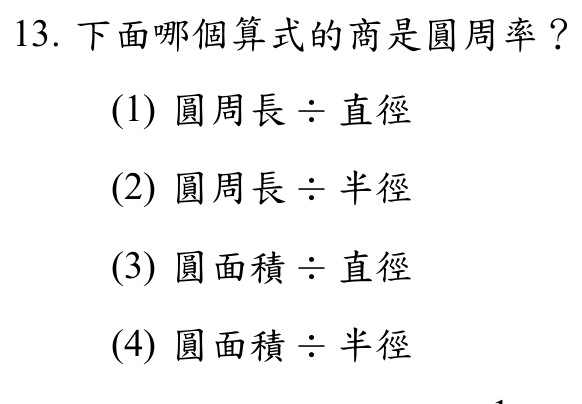 13. 下面哪個算式的商是圓周率？
(1) 圓周長 ÷ 直徑
(2) 圓周長 ÷ 半徑
(3) 圓面積 ÷ 直徑
(4) 圓面積 ÷ 半徑